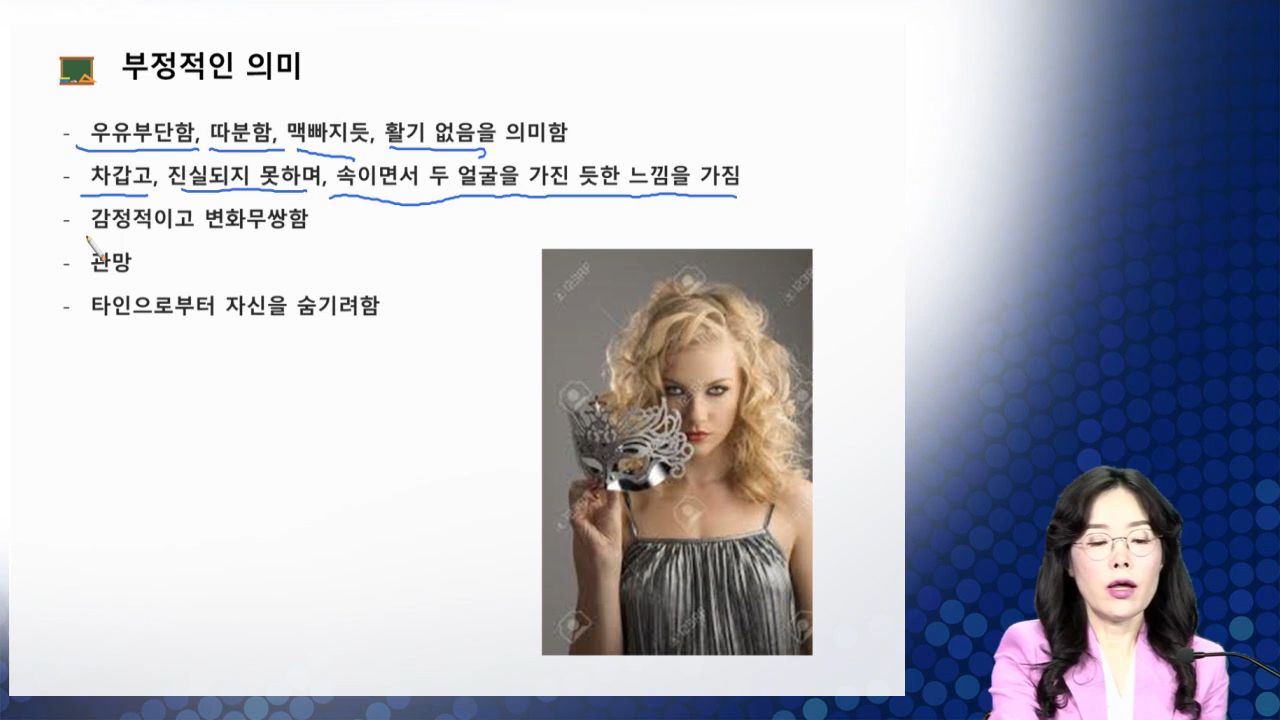 부정적인 의미
- 우유부단함, 따분함, 맥빠지듯, 활기 없음을 의미함
- 차갑고, 진실되지 못하며, 속이면서 두 얼굴을 가진 듯한 느낌을 가짐
- 감정적이고 변화무쌍함
- 관망
- 타인으로부터 자신을 숨기려함